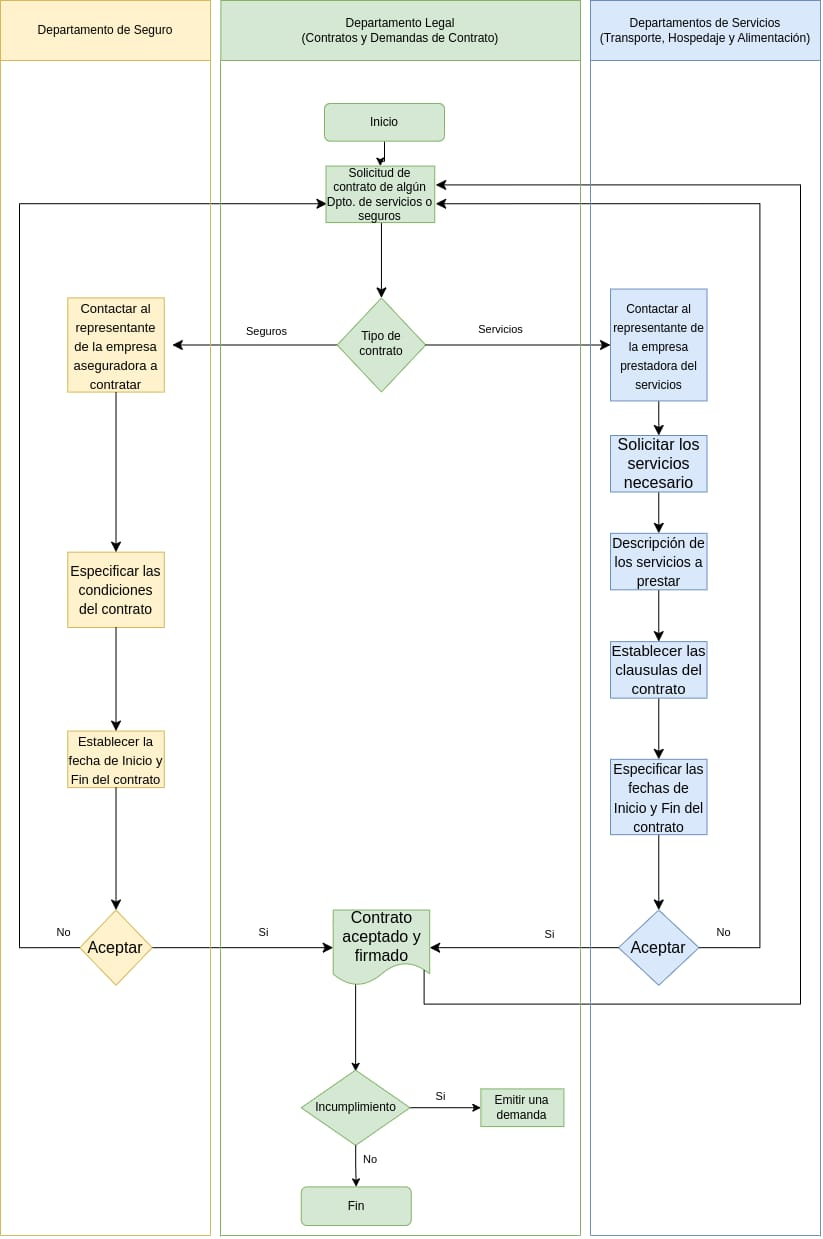 Departamento de Seguro
Departamento Legal
(Contratos y Demandas de Contrato)
Departamentos de Servicios
(Transporte, Hospedaje y Alimentación)
Inicio
Solicitud de
contrato de algún
Dpto. de servicios o
seguros
Tipo de
contrato
Seguros
Servicios
Contactar al
representante
de la empresa
aseguradora a
contratar
Especificar las
condiciones
del contrato
Establecer la
fecha de Inicio y
Fin del contrato
Aceptar
No
Si
Contactar al
representante de
la empresa
prestadora del
servicios
Solicitar los
servicios
necesario
Descripción de
los servicios a
prestar
Establecer las
clausulas del
contrato
Especificar las
fechas de
Inicio y Fin del
contrato
Aceptar
No
Si
Contrato
aceptado y
firmado
Incumplimiento
Si
Emitir una
demanda
No
Fin